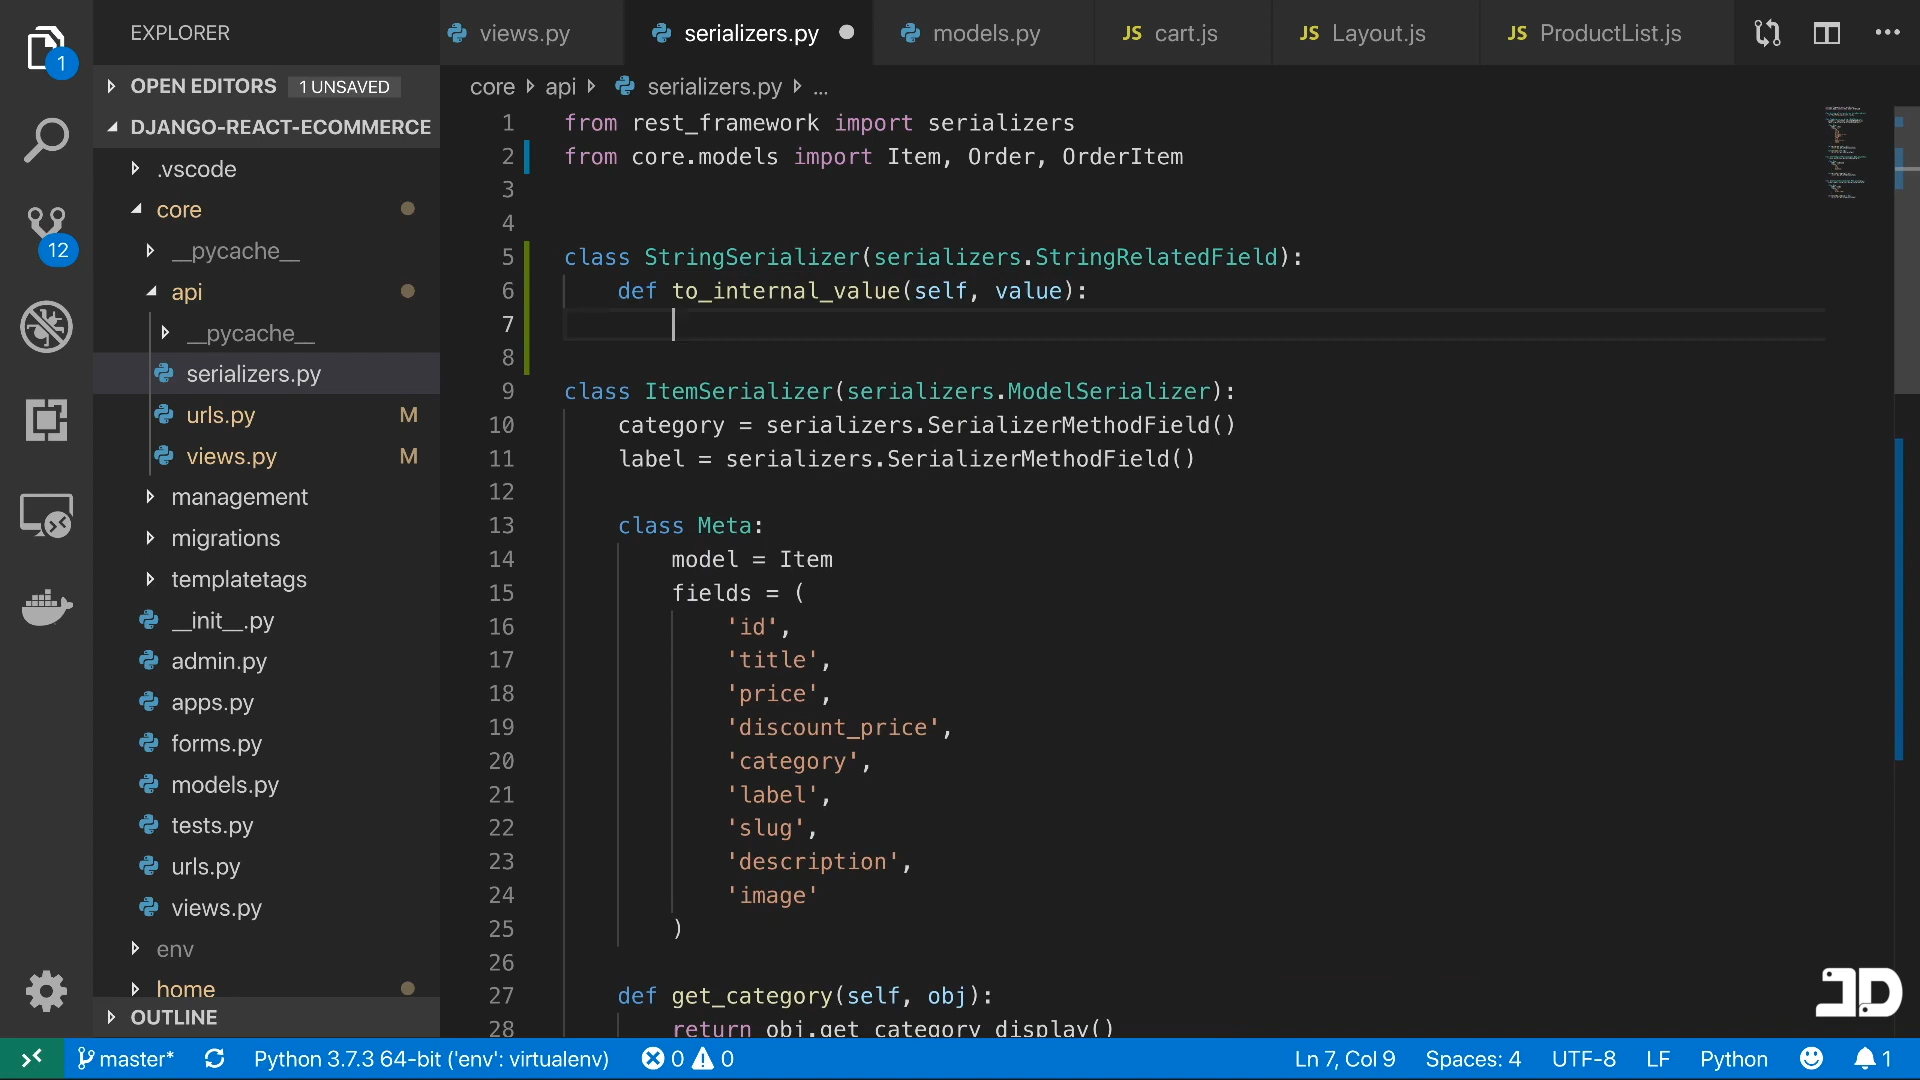 EXPLORER
views.py
serializers.py
models.py
JS cart.js
JS Layout.js
JS ProductList.js
1
OPEN EDITORS 1 UNSAVED
DJANGO-REACT-ECOMMERCE
.vscode
core
__pycache__
api
__pycache__
serializers.py
urls.py M
views.py M
management
migrations
templatetags
__init__.py
admin.py
apps.py
forms.py
models.py
tests.py
urls.py
views.py
env
home
OUTLINE
12
core api serializers.py ...
1 from rest_framework import serializers
2 from core.models import Item, Order, OrderItem
3
4
5 class StringSerializer(serializers.StringRelatedField):
6 def to_internal_value(self, value):
7
8
9 class ItemSerializer(serializers.ModelSerializer):
10 category = serializers.SerializerMethodField()
11 label = serializers.SerializerMethodField()
12
13 class Meta:
14 model = Item
15 fields = (
16 'id',
17 'title',
18 'price',
19 'discount_price',
20 'category',
21 'label',
22 'slug',
23 'description',
24 'image'
25 )
26
27 def get_category(self, obj):
28 return obj.get_category_display()
JD
master* Python 3.7.3 64-bit ('env': virtualenv) 0 0 Ln 7, Col 9 Spaces: 4 UTF-8 LF Python 1